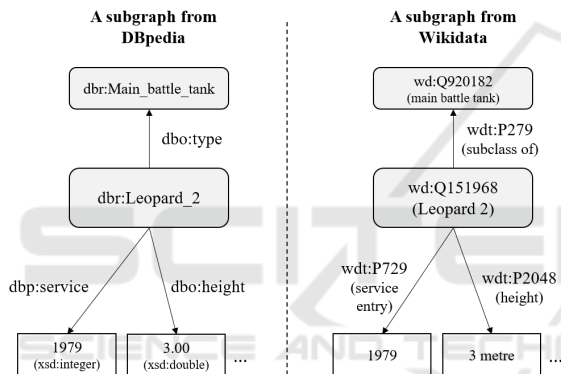 A subgraph from
DBpedia
dbr:Main_battle_tank
dbo:type
dbr:Leopard_2
dbp:service
dbo:height
1979
(xsd:integer)
3.00
(xsd:double)
...
A subgraph from
Wikidata
wd:Q920182
(main battle tank)
wdt:P279
(subclass of)
wd:Q151968
(Leopard 2)
wdt:P729
(service
entry)
wdt:P2048
(height)
1979
3 metre
...